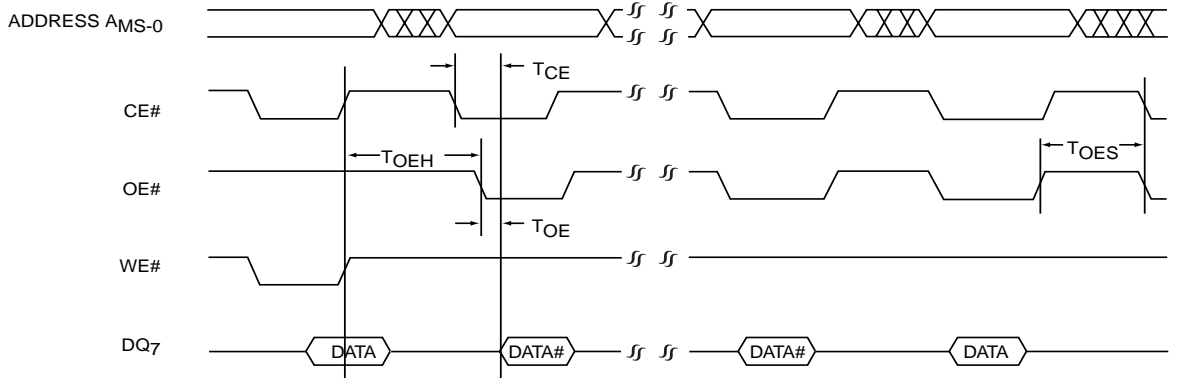 ADDRESS AMS-0
TCE
CE#
TOEH
TOES
OE#
TOE
WE#
DQ7
DATA
DATA#
DATA#
DATA